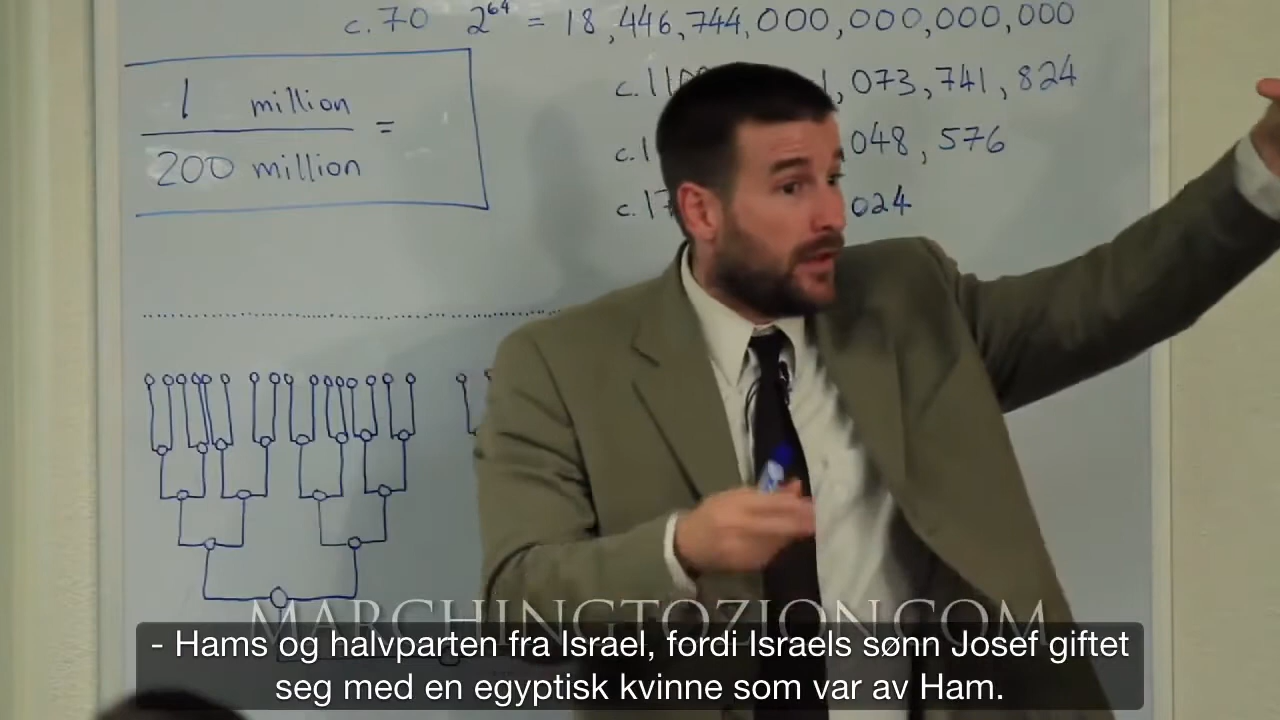 c.70 2^64 = 18,446,744,000,000,000,000
1 million
200 million =
,073,741,824
048,576
024
MARCHINGTOZION.COM
- Hams og halvparten fra Israel, fordi Israels sønn Josef giftet
seg med en egyptisk kvinne som var av Ham.